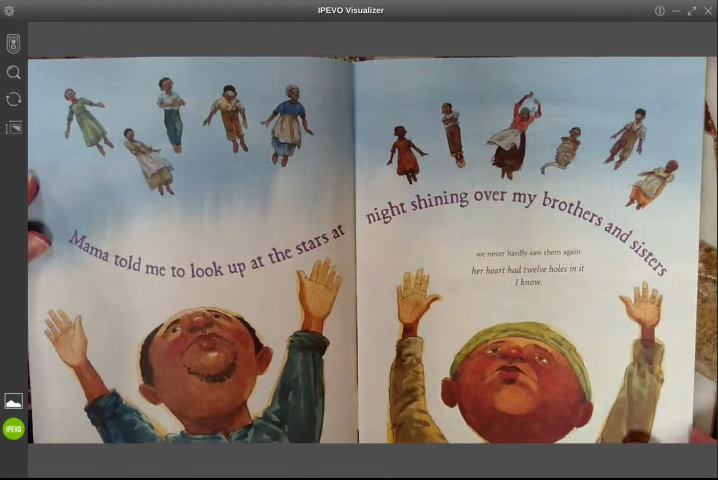 IPEVO Visualizer
Mama told me to look up at the stars at
night shining over my brothers and sisters
we never hardly saw them again
her heart had twelve holes in it
I know.
IPEVO